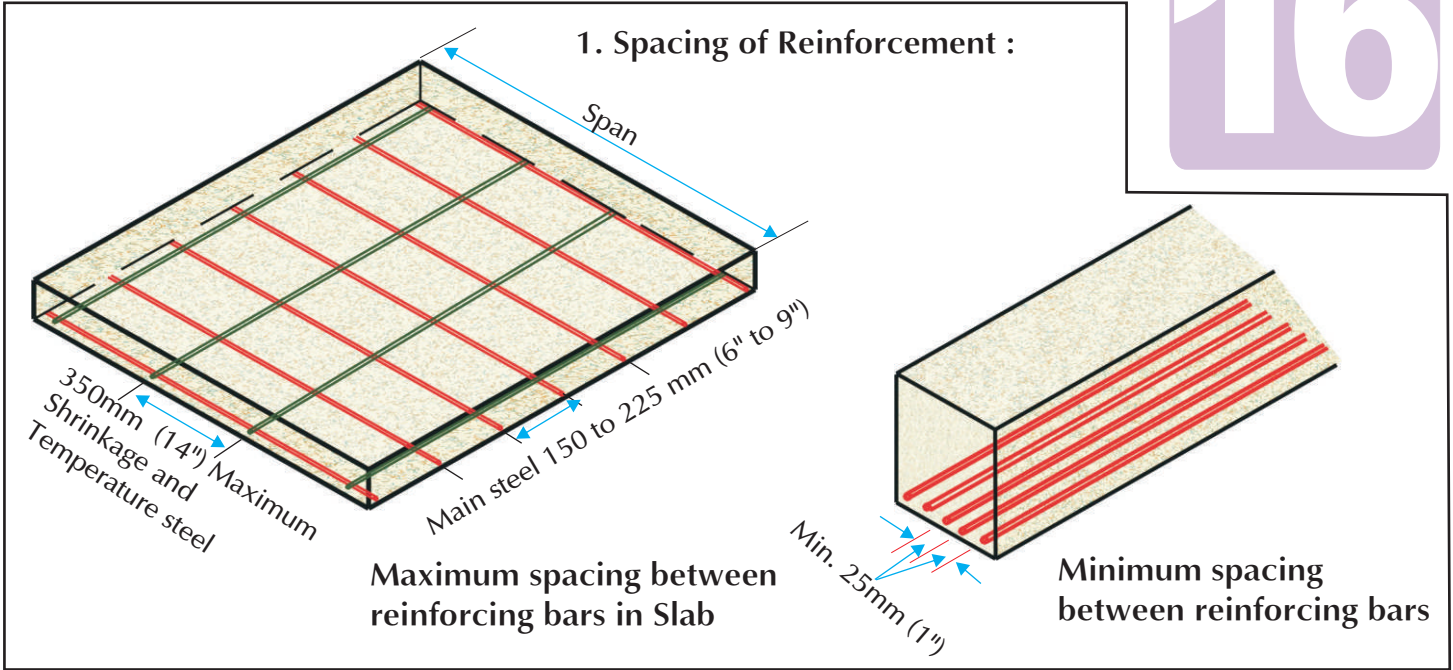 16
1. Spacing of Reinforcement :
Span
350mm (14") Maximum
Shrinkage and
Temperature steel
Main steel 150 to 225 mm (6" to 9")
Maximum spacing between
reinforcing bars in Slab
Min. 25mm (1")
Minimum spacing
between reinforcing bars